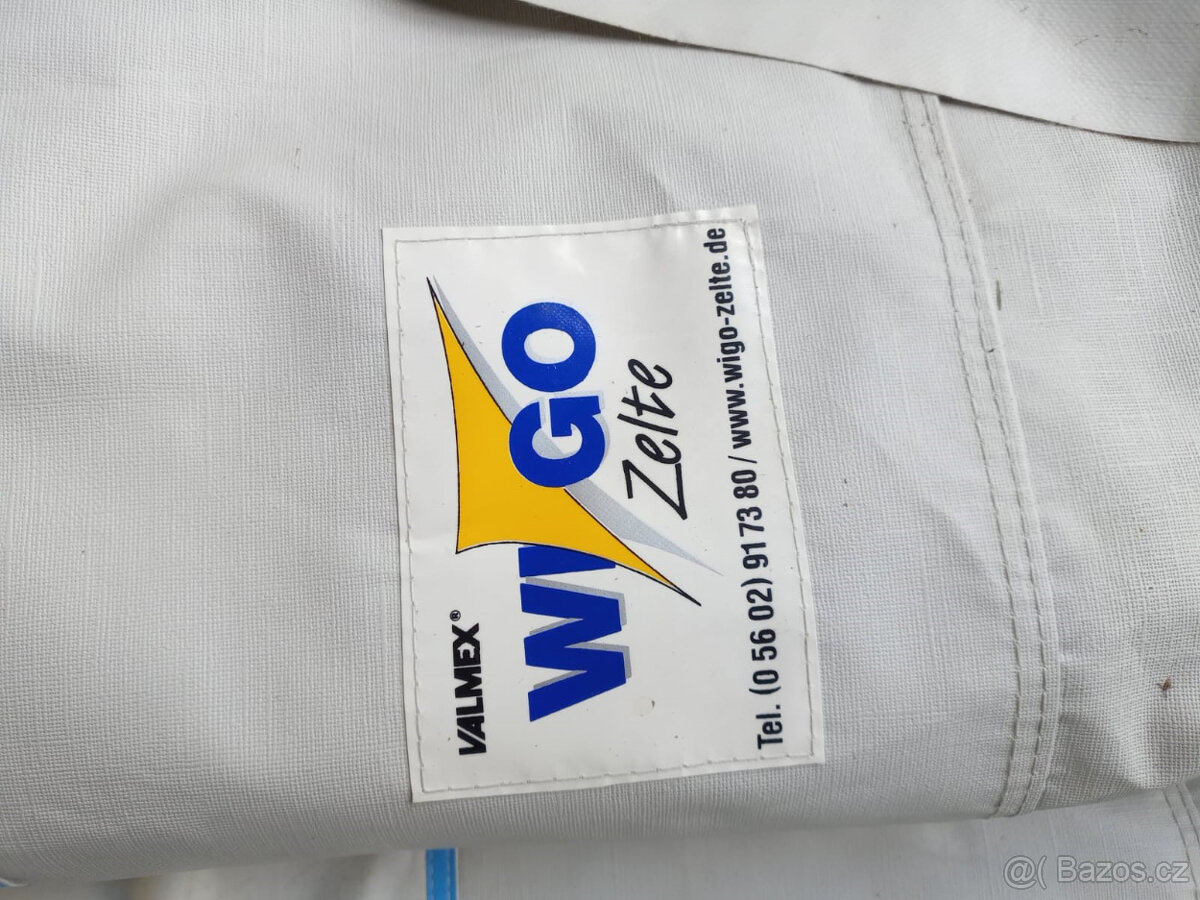 VALMEX®
WIGO
Zelte
Tel. (0 56 02) 91 73 80 / www.wigo-zelte.de
@( Bazos.cz